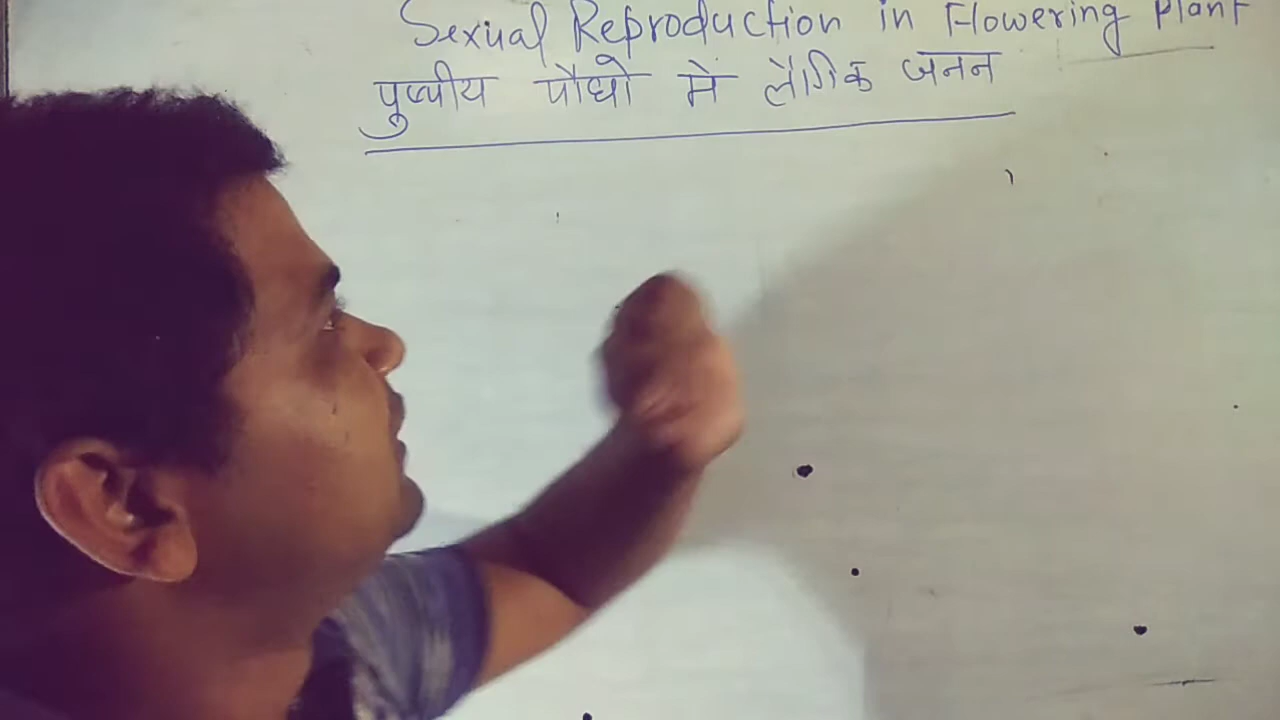 Sexual Reproduction in Flowering Plant
पुष्पीय पौधो में लैंगिक जनन